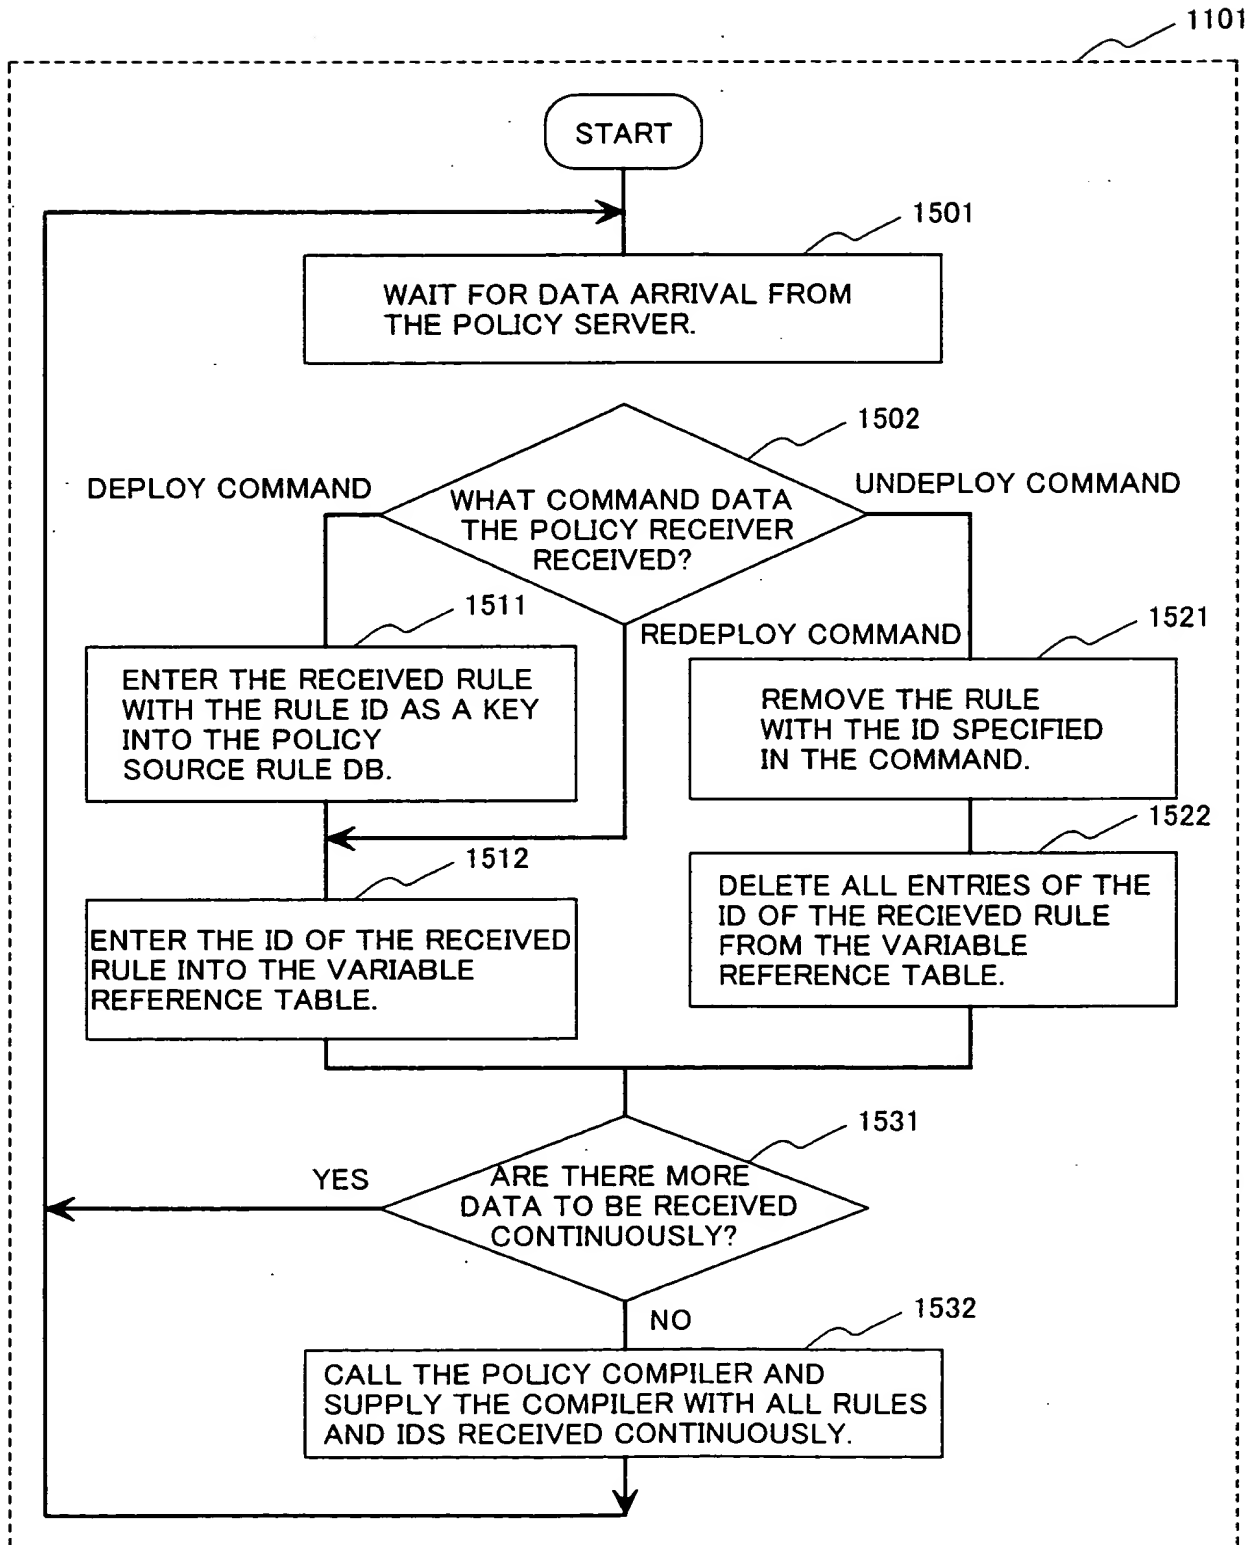 1101
START
1501
WAIT FOR DATA ARRIVAL FROM
THE POLICY SERVER.
1502
DEPLOY COMMAND
UNDEPLOY COMMAND
WHAT COMMAND DATA
THE POLICY RECEIVER
RECEIVED?
1511
REDEPLOY COMMAND
1521
ENTER THE RECEIVED RULE
WITH THE RULE ID AS A KEY
INTO THE POLICY
SOURCE RULE DB.
REMOVE THE RULE
WITH THE ID SPECIFIED
IN THE COMMAND.
1512
1522
ENTER THE ID OF THE RECEIVED
RULE INTO THE VARIABLE
REFERENCE TABLE.
DELETE ALL ENTRIES OF THE
ID OF THE RECIEVED RULE
FROM THE VARIABLE
REFERENCE TABLE.
1531
YES
ARE THERE MORE
DATA TO BE RECEIVED
CONTINUOUSLY?
NO
1532
CALL THE POLICY COMPILER AND
SUPPLY THE COMPILER WITH ALL RULES
AND IDS RECEIVED CONTINUOUSLY.